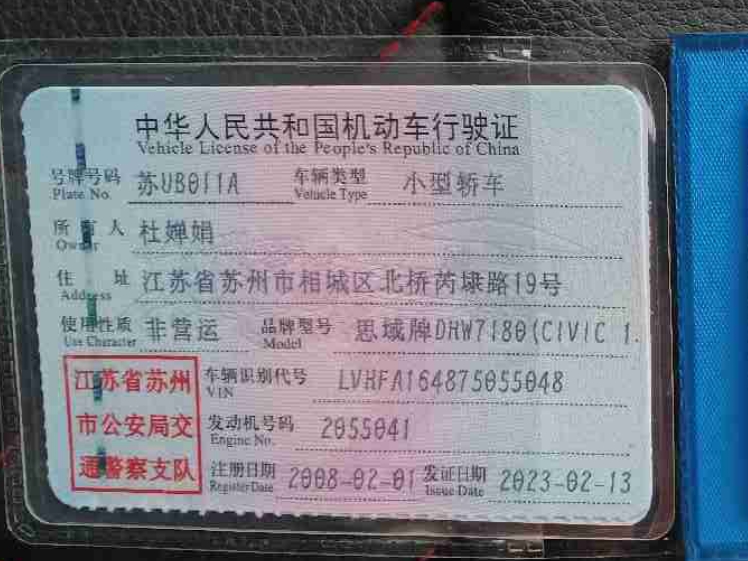 中华人民共和国机动车行驶证
Vehicle License of the People's Republic of China
号牌号码 苏UB011A 车辆类型 小型轿车
Plate No. Vehicle Type
所有人 杜婵娟
Owner
住址 江苏省苏州市相城区北桥芮埭路19号
Address
使用性质 非营运 品牌型号 思域牌DHW7180(CIVIC 1.
Use Character Model
江苏省苏州 车辆识别代号 LVHFA164875055048
VIN
市公安局交 发动机号码 2055041
Engine No.
通警察支队 注册日期 2008-02-01 发证日期 2023-02-13
Register Date Issue Date